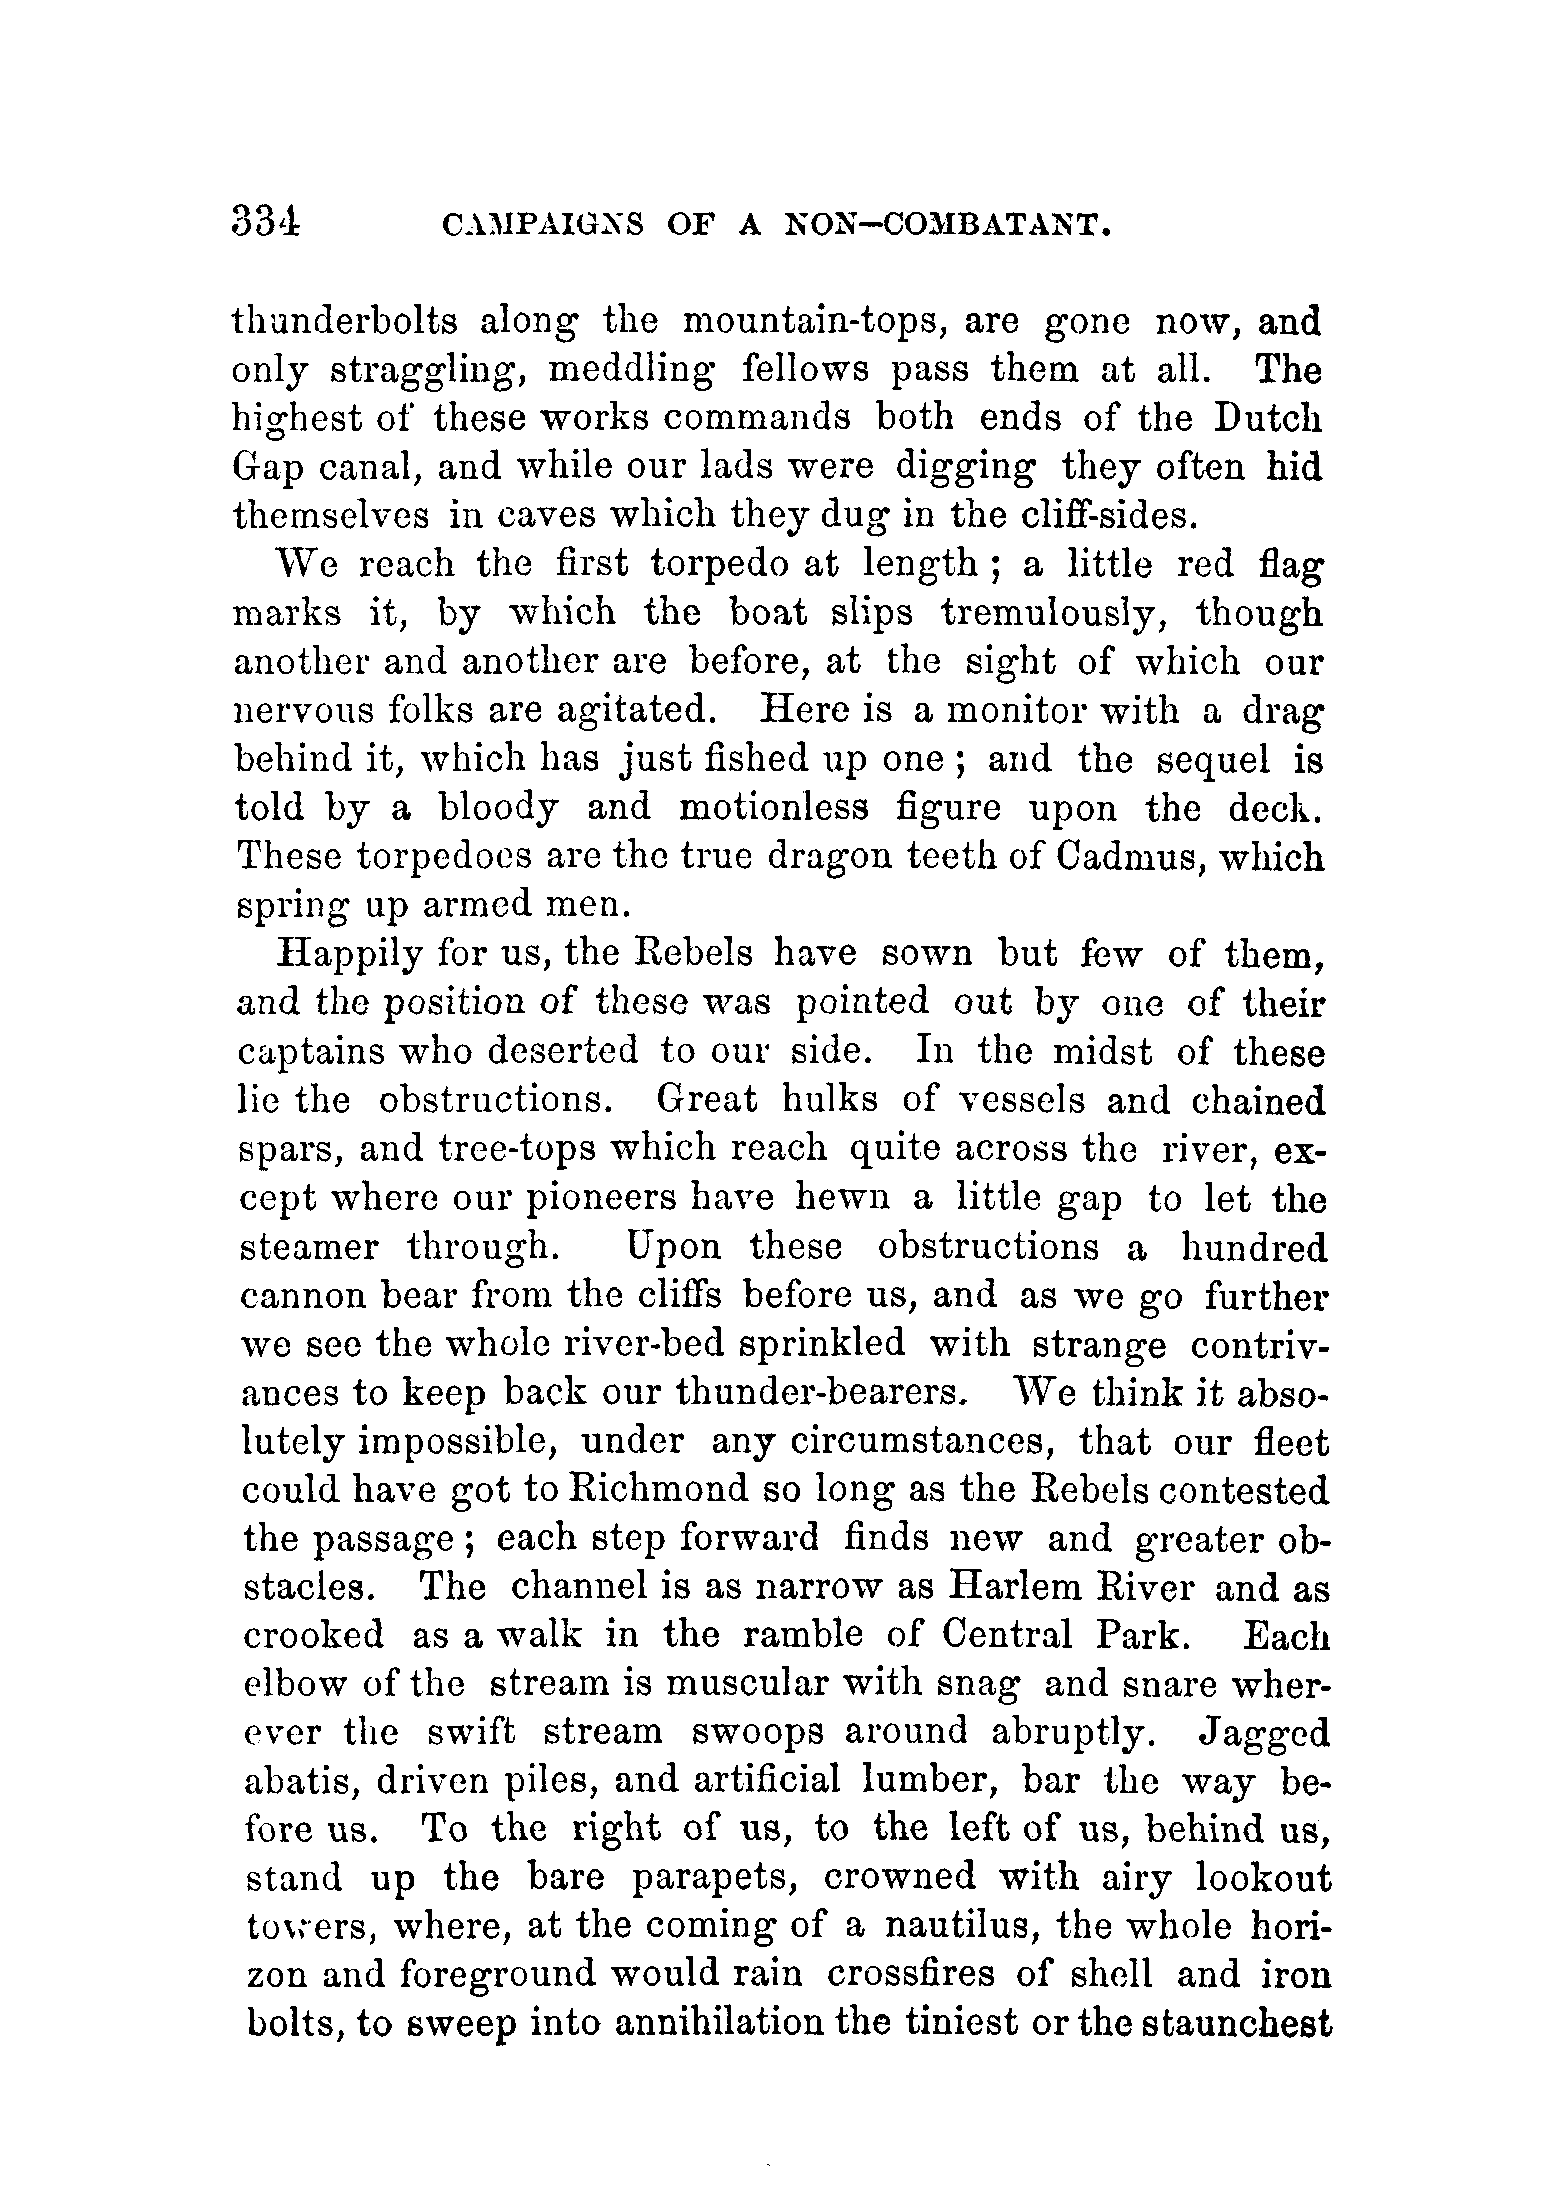 334 CAMPAIGNS OF A NON-COMBATANT.
thunderbolts along the mountain-tops, are gone now, and
only straggling, meddling fellows pass them at all. The
highest of these works commands both ends of the Dutch
Gap canal, and while our lads were digging they often hid
themselves in caves which they dug in the cliff-sides.
We reach the first torpedo at length ; a little red flag
marks it, by which the boat slips tremulously, though
another and another are before, at the sight of which our
nervous folks are agitated. Here is a monitor with a drag
behind it, which has just fished up one ; and the sequel is
told by a bloody and motionless figure upon the deck.
These torpedoes are the true dragon teeth of Cadmus, which
spring up armed men.
Happily for us, the Rebels have sown but few of them,
and the position of these was pointed out by one of their
captains who deserted to our side. In the midst of these
lie the obstructions. Great hulks of vessels and chained
spars, and tree-tops which reach quite across the river, ex-
cept where our pioneers have hewn a little gap to let the
steamer through. Upon these obstructions a hundred
cannon bear from the cliffs before us, and as we go further
we see the whole river-bed sprinkled with strange contriv-
ances to keep back our thunder-bearers. We think it abso-
lutely impossible, under any circumstances, that our fleet
could have got to Richmond so long as the Rebels contested
the passage ; each step forward finds new and greater ob-
stacles. The channel is as narrow as Harlem River and as
crooked as a walk in the ramble of Central Park. Each
elbow of the stream is muscular with snag and snare wher-
ever the swift stream swoops around abruptly. Jagged
abatis, driven piles, and artificial lumber, bar the way be-
fore us. To the right of us, to the left of us, behind us,
stand up the bare parapets, crowned with airy lookout
towers, where, at the coming of a nautilus, the whole hori-
zon and foreground would rain crossfires of shell and iron
bolts, to sweep into annihilation the tiniest or the staunchest